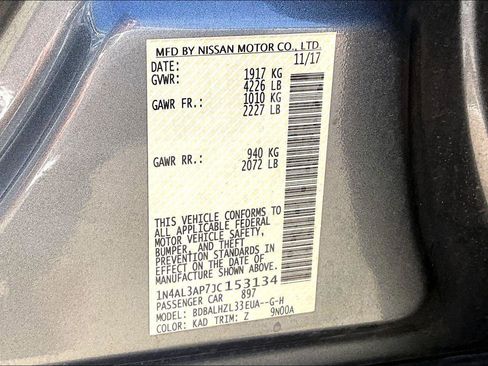 MFD BY NISSAN MOTOR CO., LTD.
DATE: 11/17
GVWR: 1917 KG
4226 LB
GAWR FR.: 1010 KG
2227 LB
GAWR RR.: 940 KG
2072 LB
THIS VEHICLE CONFORMS TO
ALL APPLICABLE FEDERAL
MOTOR VEHICLE SAFETY,
BUMPER, AND THEFT
PREVENTION STANDARDS IN
EFFECT ON THE DATE OF
MANUFACTURE SHOWN ABOVE.
1N4AL3AP7JC153134
PASSENGER CAR 897
MODEL: BDBALHZL33EUA--G-H
COLOR: KAD TRIM: Z 9N00A